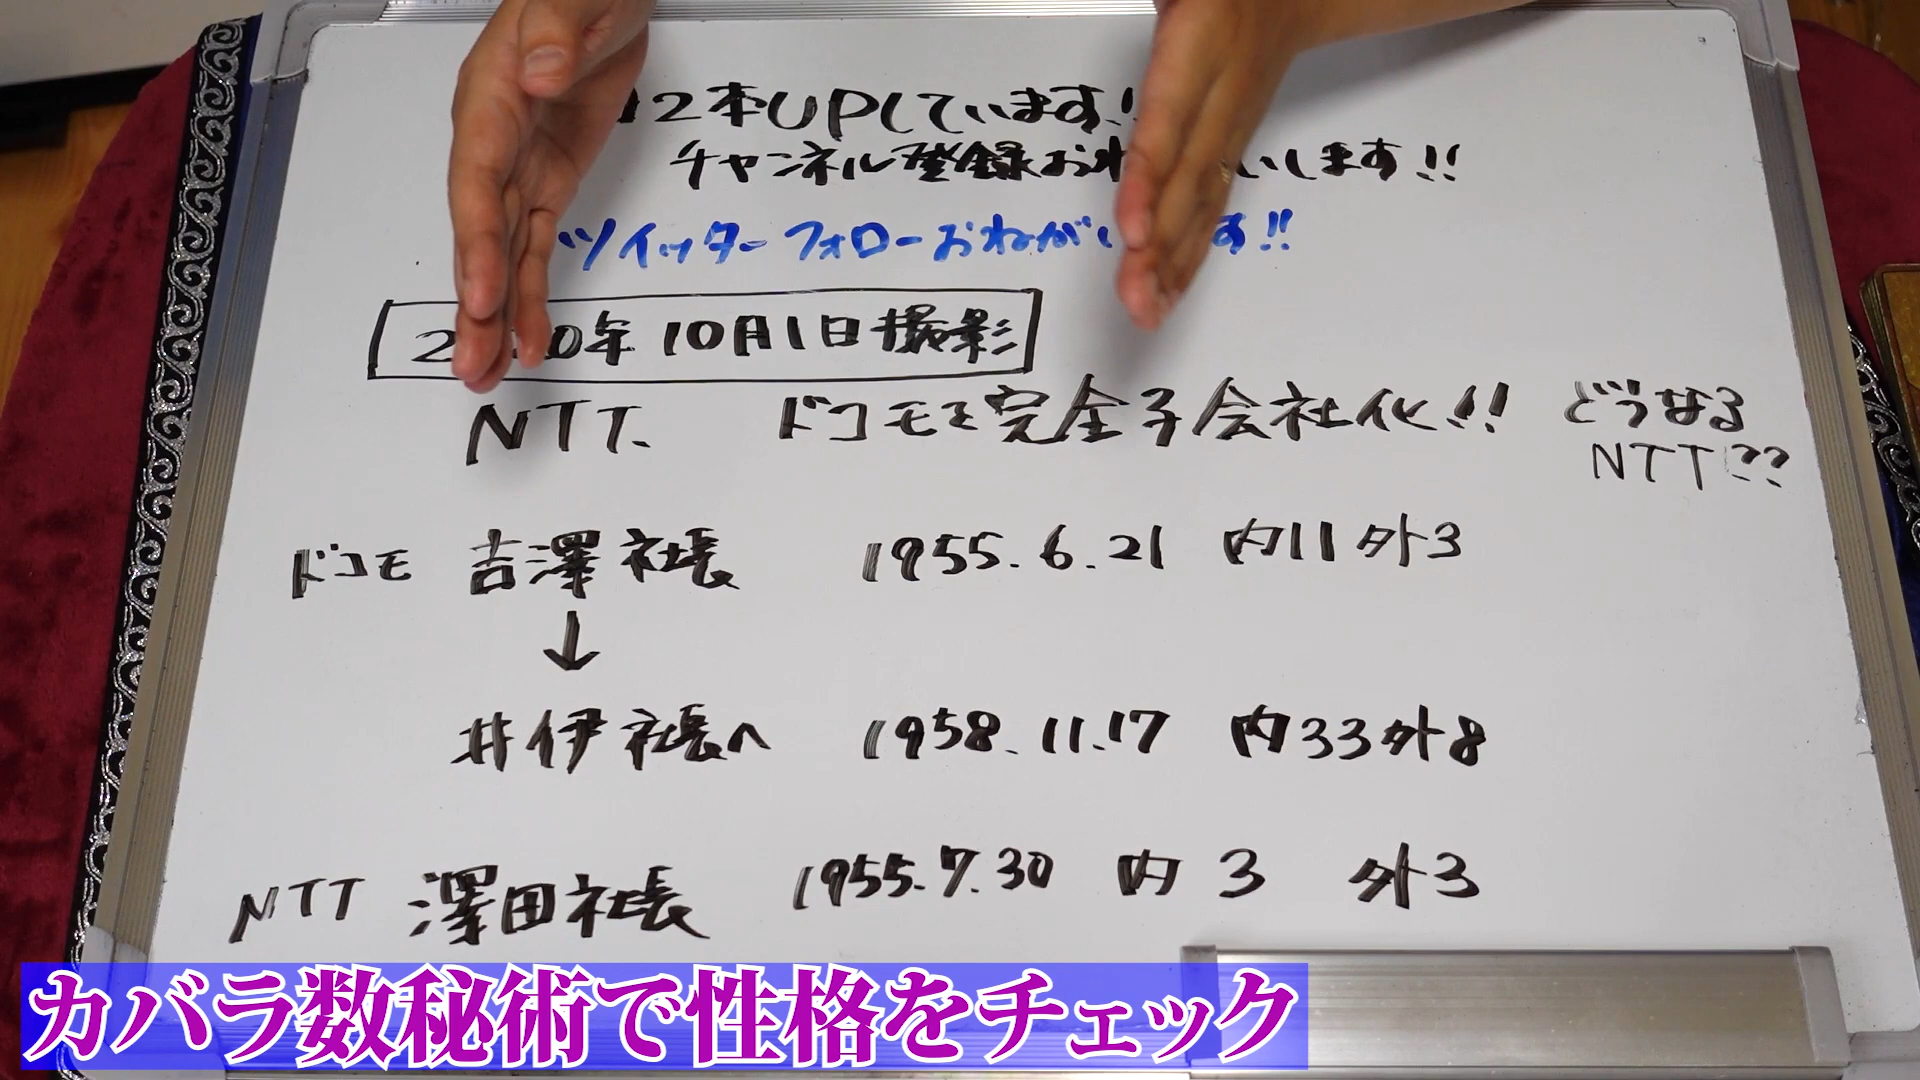 12本UPしています!!
チャンネル登録おね いします!!
ツイッターフォローおねがい す!!
2 0年10月1日撮影
NTT、 ドコモを完全子会社化!! どうなる
NTT??
ドコモ 吉澤社長 1955.6.21 内11外3
↓
井伊社長へ 1958.11.17 内33外8
NTT 澤田社長 1955.7.30 内3 外3
カバラ数秘術で性格をチェック